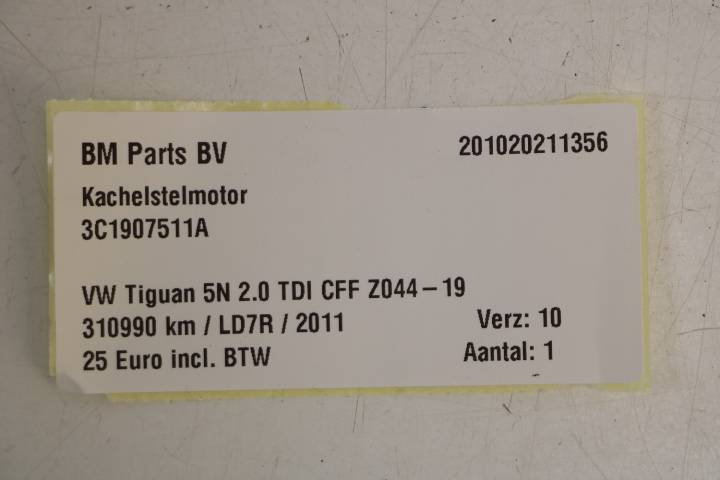 BM Parts BV 201020211356
Kachelstelmotor
3C1907511A
VW Tiguan 5N 2.0 TDI CFF Z044-19
310990 km / LD7R / 2011 Verz: 10
25 Euro incl. BTW Aantal: 1